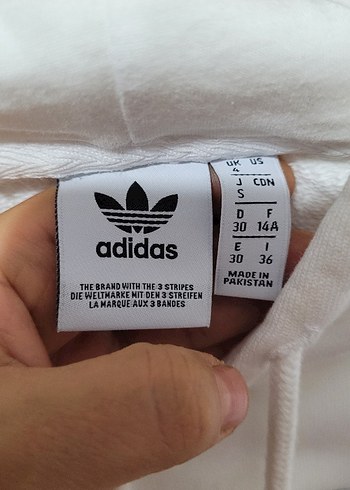 adidas
THE BRAND WITH THE 3 STRIPES
DIE WELTMARKE MIT DEN 3 STREIFEN
LA MARQUE AUX 3 BANDES
UK US
4
J CDN
S
D F
30 14A
E I
30 36
MADE IN
PAKISTAN